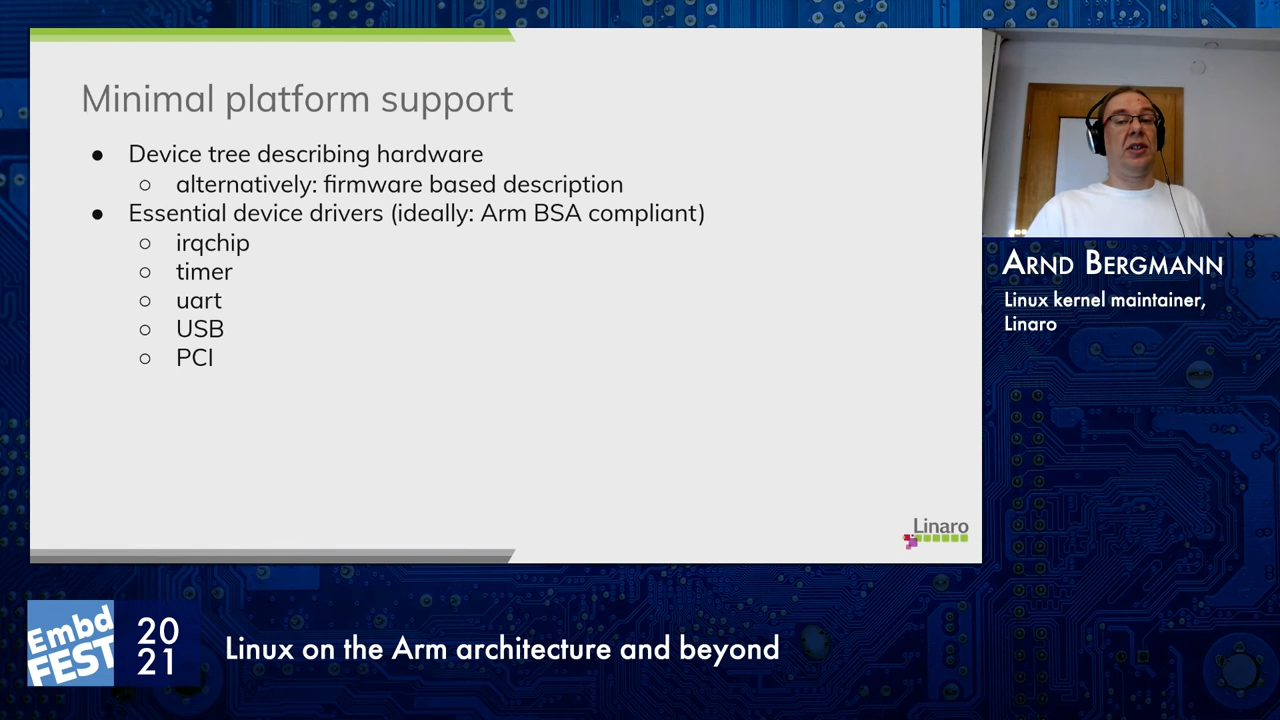 Minimal platform support
● Device tree describing hardware
○ alternatively: firmware based description
● Essential device drivers (ideally: Arm BSA compliant)
○ irqchip
○ timer
○ uart
○ USB
○ PCI
Linaro
ARND BERGMANN
Linux kernel maintainer,
Linaro
Embd
FEST
20
21
Linux on the Arm architecture and beyond